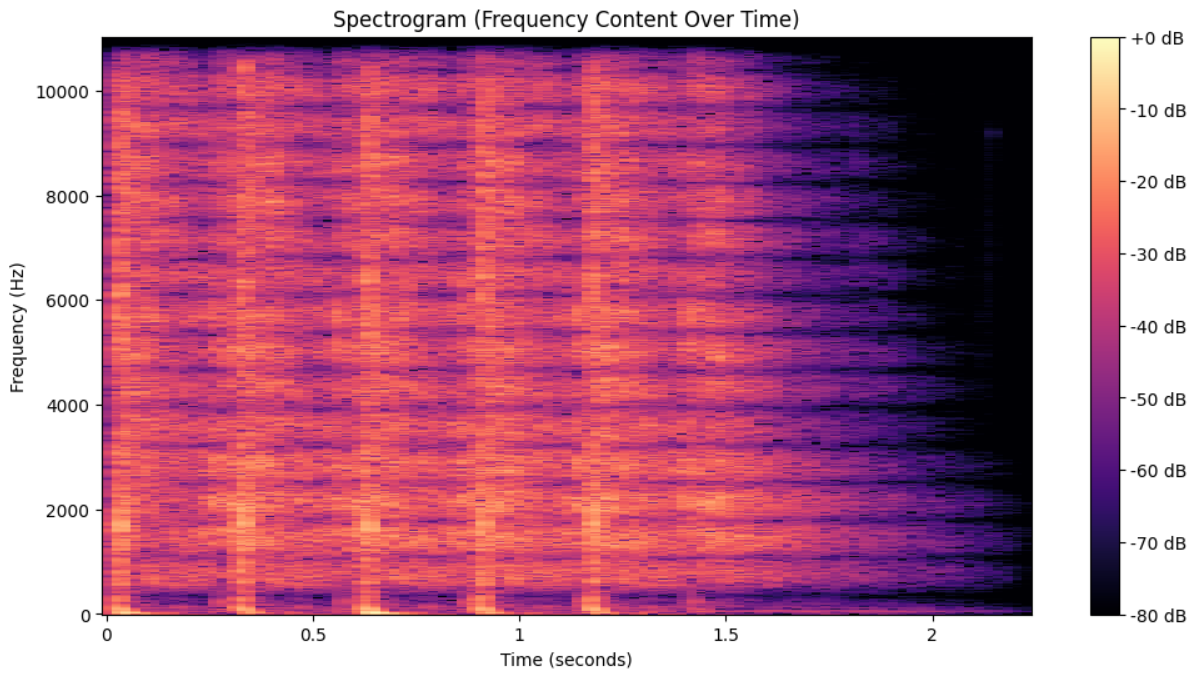 Spectrogram (Frequency Content Over Time)
+0 dB
-10 dB
-20 dB
-30 dB
-40 dB
-50 dB
-60 dB
-70 dB
-80 dB
Frequency (Hz)
10000
8000
6000
4000
2000
0
0 0.5 1 1.5 2
Time (seconds)